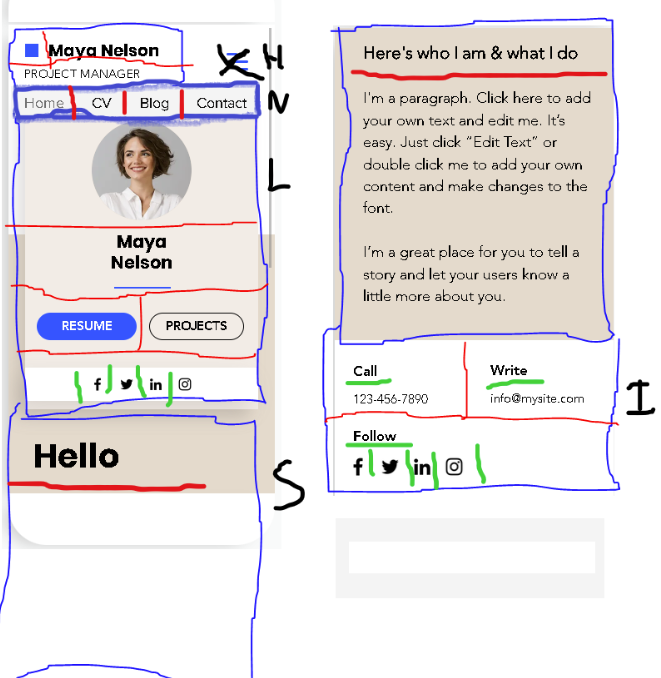 Maya Nelson
H
PROJECT MANAGER
Home CV Blog Contact
N
L
Maya
Nelson
RESUME PROJECTS
Hello
S
Here's who I am & what I do
I'm a paragraph. Click here to add
your own text and edit me. It's
easy. Just click “Edit Text” or
double click me to add your own
content and make changes to the
font.
I'm a great place for you to tell a
story and let your users know a
little more about you.
Call Write
123-456-7890 info@mysite.com
I
Follow